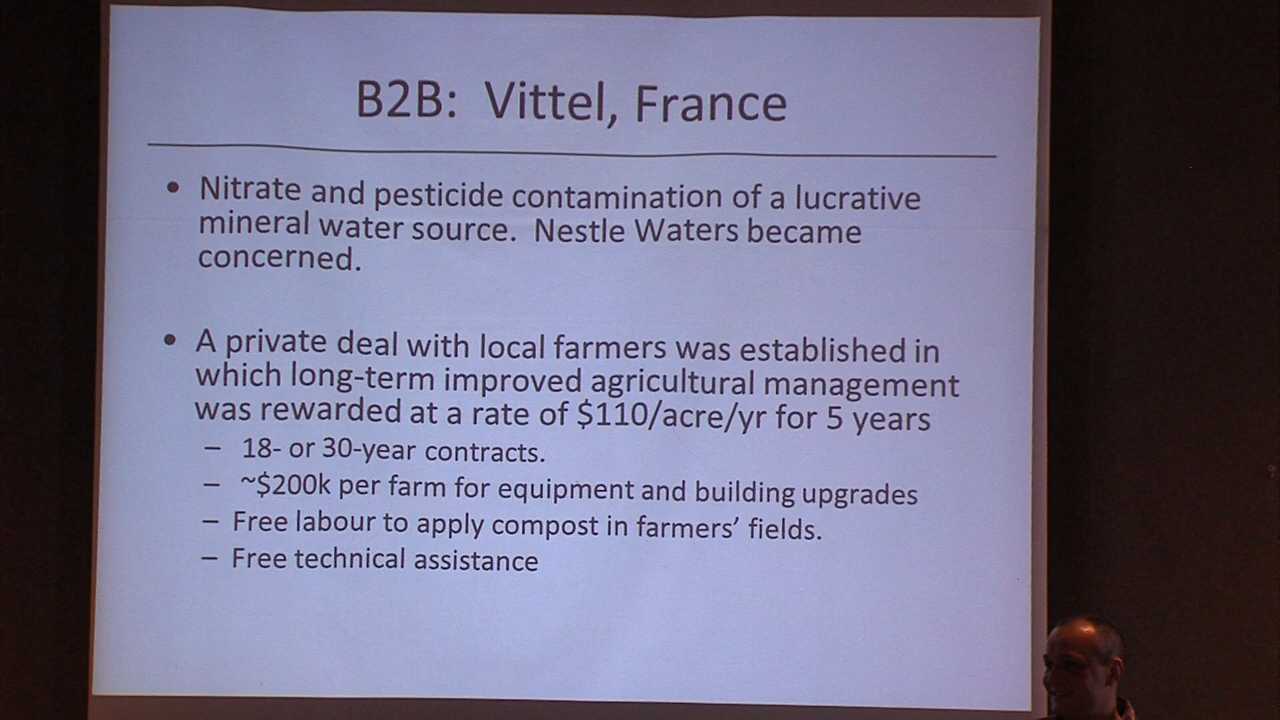 B2B: Vittel, France
• Nitrate and pesticide contamination of a lucrative
mineral water source. Nestle Waters became
concerned.
• A private deal with local farmers was established in
which long-term improved agricultural management
was rewarded at a rate of $110/acre/yr for 5 years
– 18- or 30-year contracts.
– ~$200k per farm for equipment and building upgrades
– Free labour to apply compost in farmers’ fields.
– Free technical assistance